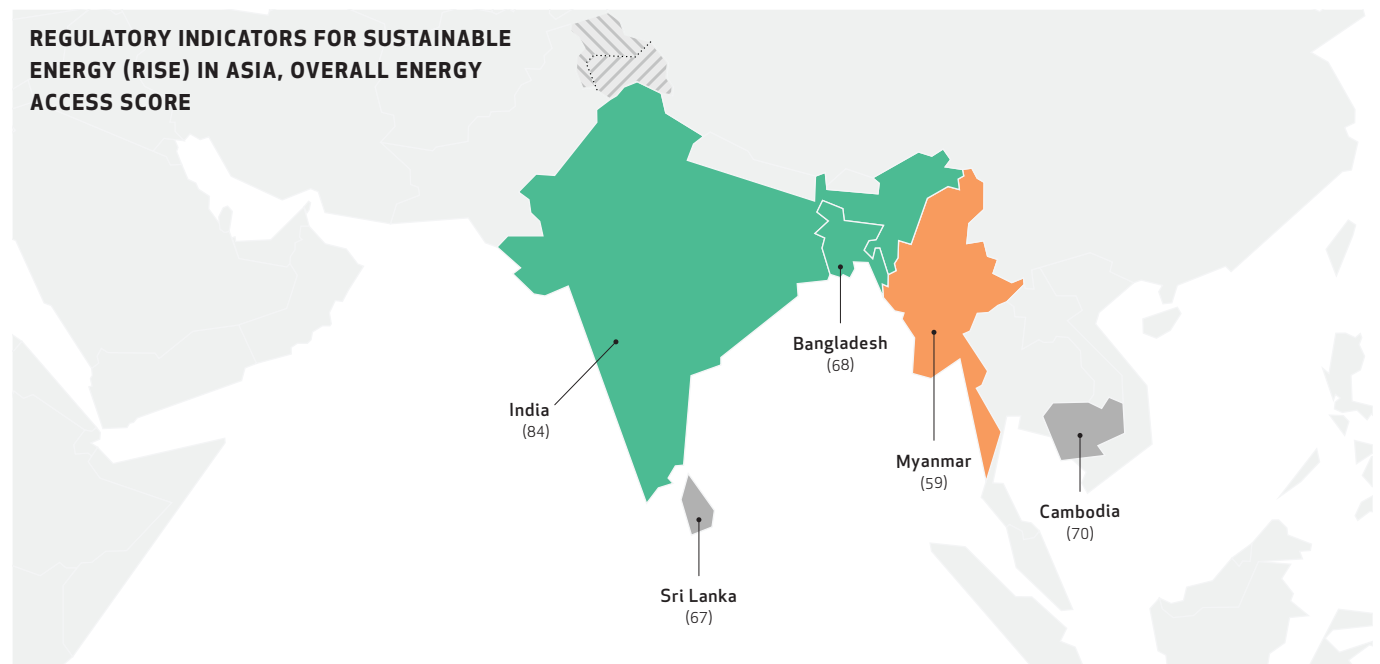 REGULATORY INDICATORS FOR SUSTAINABLE
ENERGY (RISE) IN ASIA, OVERALL ENERGY
ACCESS SCORE
Bangladesh
(68)
India
(84)
Myanmar
(59)
Cambodia
(70)
Sri Lanka
(67)